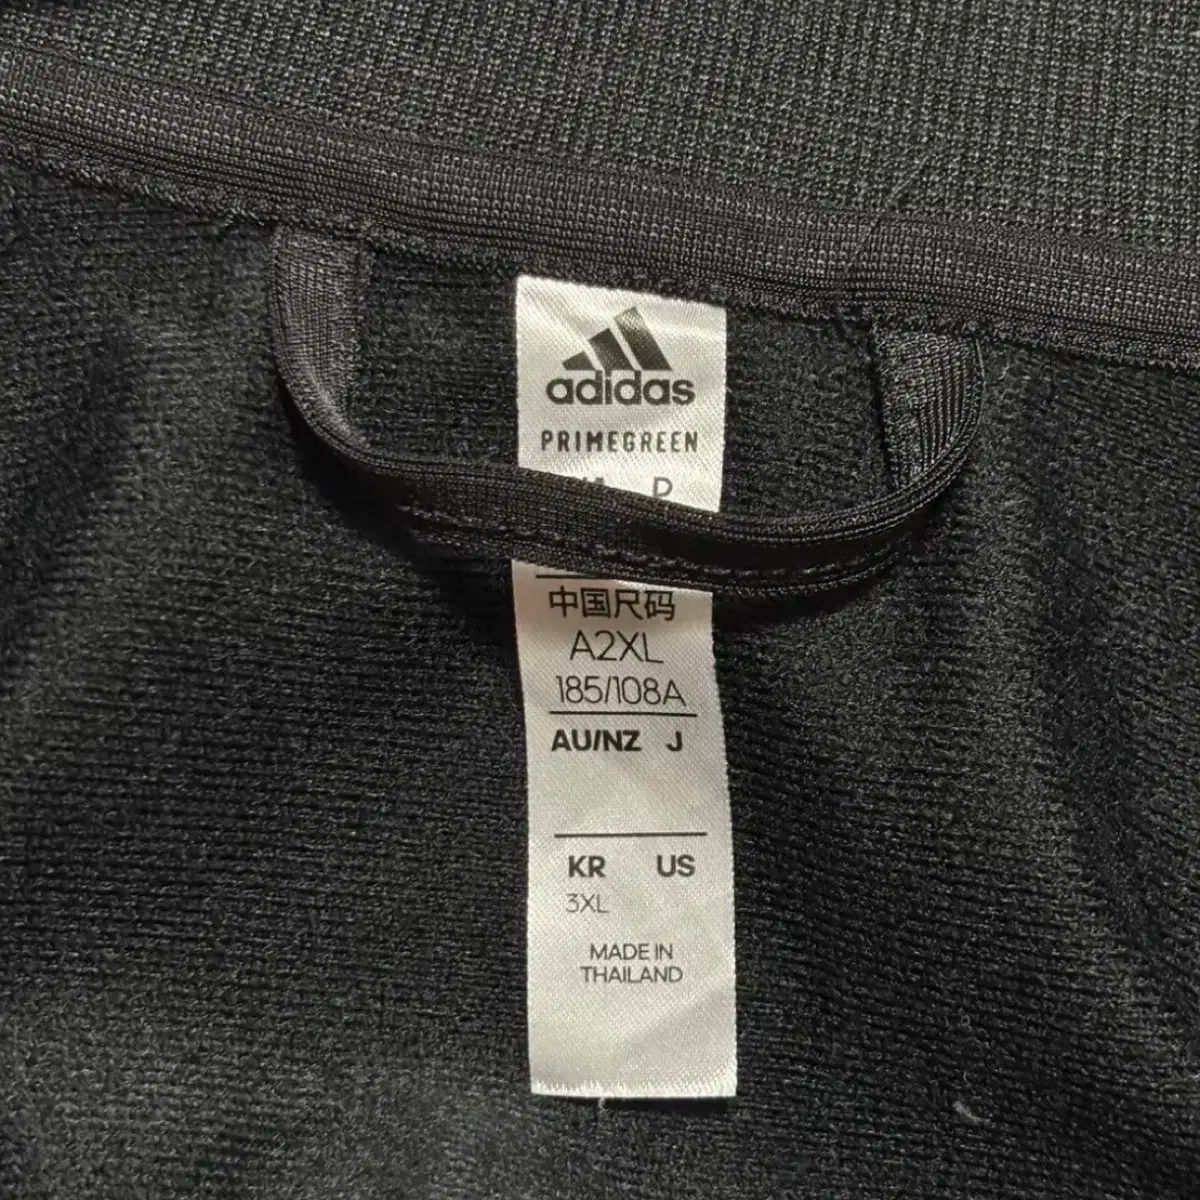 adidas
PRIMEGREEN
D
中国尺码
A2XL
185/108A
AU/NZ J
KR US
3XL
MADE IN
THAILAND